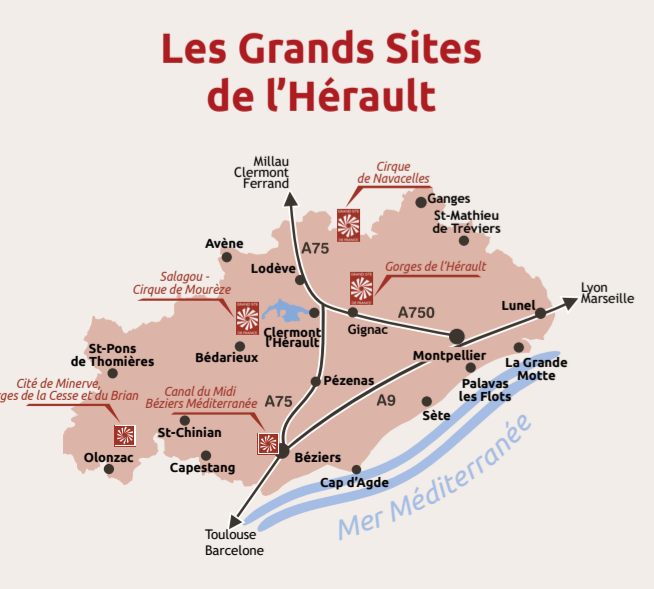 Les Grands Sites
de l'Hérault
Millau
Clermont
Ferrand
Cirque
de Navacelles
Ganges
St-Mathieu
de Tréviers
Avène
A75
Lodève
Gorges de l'Hérault
Salagou -
Cirque de Mourèze
Lyon
Marseille
A750
Lunel
Gignac
Clermont
l'Hérault
St-Pons
de Thomières
Bédarieux
Montpellier
La Grande
Motte
Cité de Minerve,
ges de la Cesse et du Brian
Canal du Midi
Béziers Méditerranée
A75
Pézenas
A9
Palavas
les Flots
Sète
St-Chinian
Olonzac
Capestang
Béziers
Cap d'Agde
Mer Méditerranée
Toulouse
Barcelone